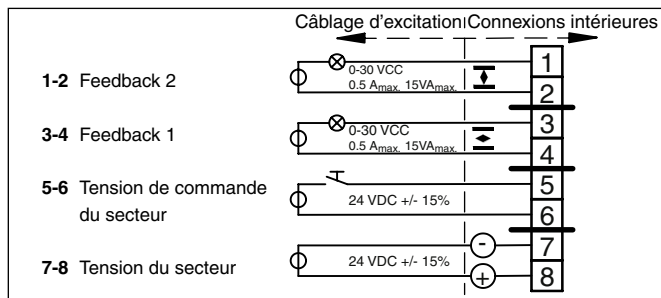 Câblage d'excitation Connexions intérieures
1-2 Feedback 2
0-30 VCC
0.5 Amax. 15VAmax.
1
2
3-4 Feedback 1
0-30 VCC
0.5 Amax. 15VAmax.
3
4
5-6 Tension de commande
du secteur
24 VDC +/- 15%
5
6
7-8 Tension du secteur
24 VDC +/- 15%
-
+
7
8